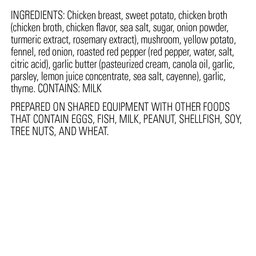 INGREDIENTS: Chicken breast, sweet potato, chicken broth
(chicken broth, chicken flavor, sea salt, sugar, onion powder,
turmeric extract, rosemary extract), mushroom, yellow potato,
fennel, red onion, roasted red pepper (red pepper, water, salt,
citric acid), garlic butter (pasteurized cream, canola oil, garlic,
parsley, lemon juice concentrate, sea salt, cayenne), garlic,
thyme. CONTAINS: MILK
PREPARED ON SHARED EQUIPMENT WITH OTHER FOODS
THAT CONTAIN EGGS, FISH, MILK, PEANUT, SHELLFISH, SOY,
TREE NUTS, AND WHEAT.